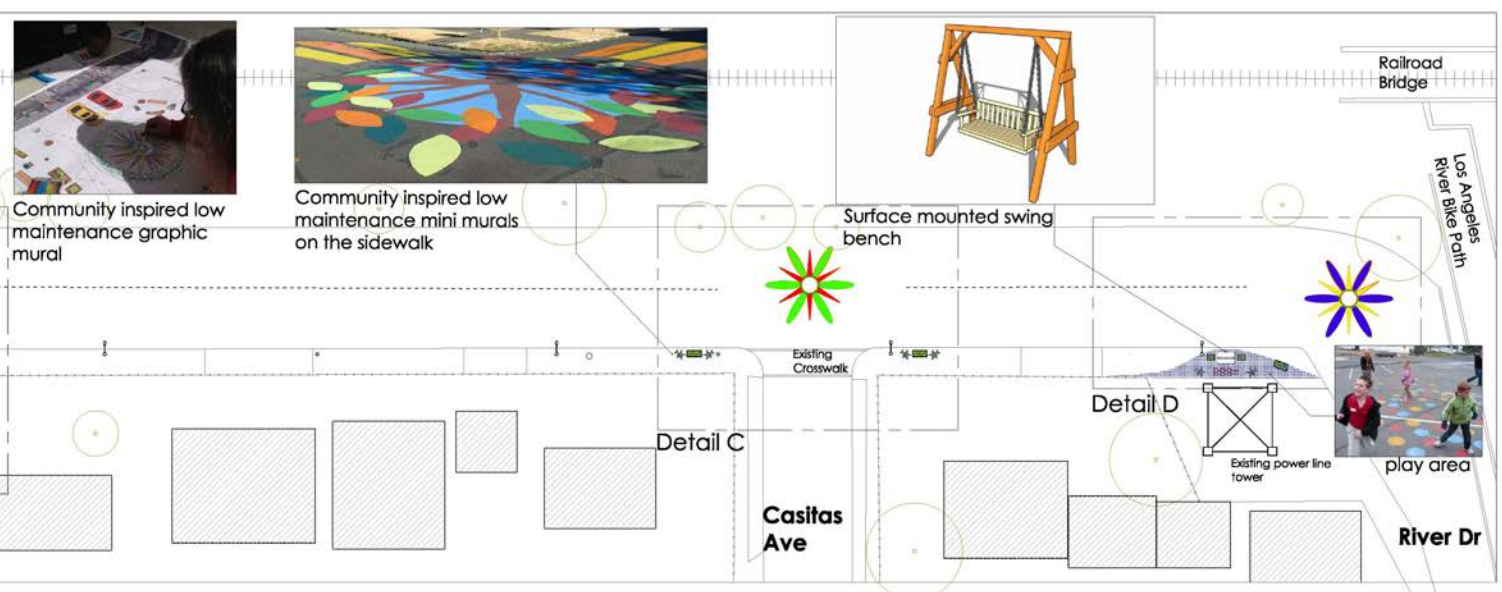 Community inspired low
maintenance graphic
mural
Community inspired low
maintenance mini murals
on the sidewalk
Surface mounted swing
bench
Railroad
Bridge
Los Angeles
River Bike Path
Existing
Crosswalk
Detail C
Detail D
Existing power line
tower
play area
Casitas
Ave
River Dr